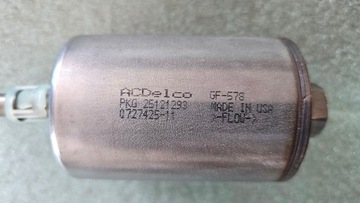 ACDelco GF-578
PKG 25121293 MADE IN USA
0727425-11 >-FLOW->